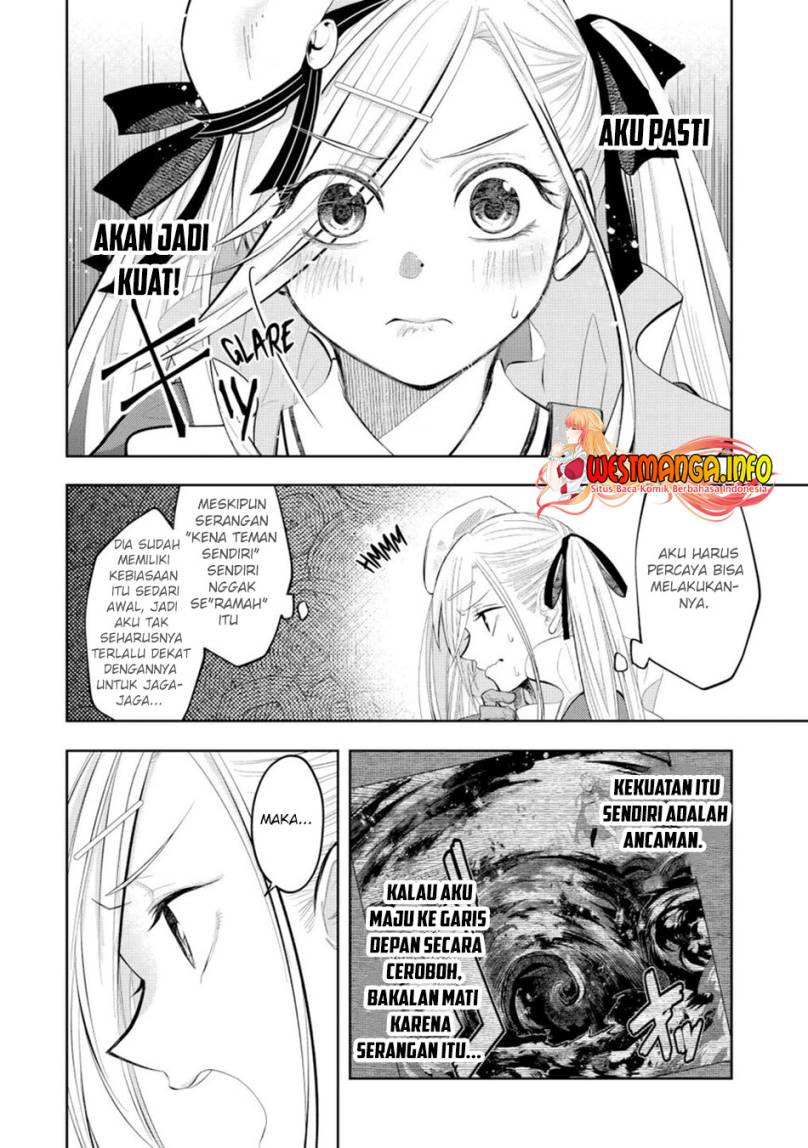 AKU PASTI
AKAN JADI
KUAT!
GLARE
WESTMANGA.INFO
Situs Baca Komik Berbahasa Indonesia
AKU HARUS
PERCAYA BISA
MELAKUKAN-
NYA.
HMMM
MESKIPUN
SERANGAN
"KENA TEMAN
SENDIRI"
SENDIRI
NGGAK
SE"RAMAH"
ITU
DIA SUDAH
MEMILIKI
KEBIASAAN
ITU SEDARI
AWAL, JADI
AKU TAK
SEHARUSNYA
TERLALU DEKAT
DENGANNYA
UNTUK JAGA-
JAGA...
KEKUATAN ITU
SENDIRI ADALAH
ANCAMAN.
KALAU AKU
MAJU KE GARIS
DEPAN SECARA
CEROBOH,
BAKALAN MATI
KARENA
SERANGAN ITU...
MAKA...